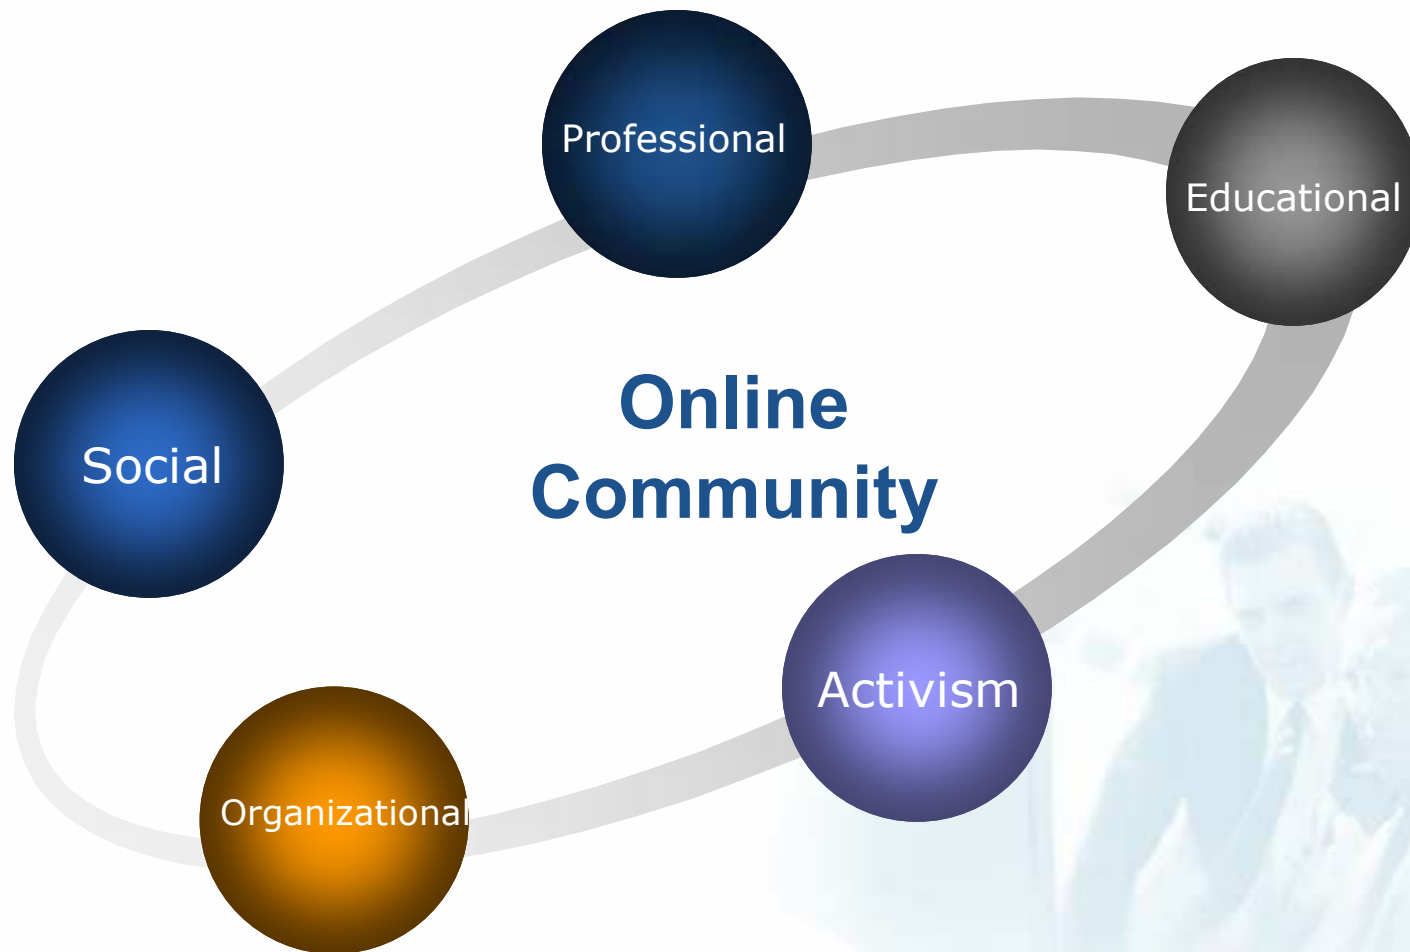 Professional
Educational
Online
Community
Social
Activism
Organizational